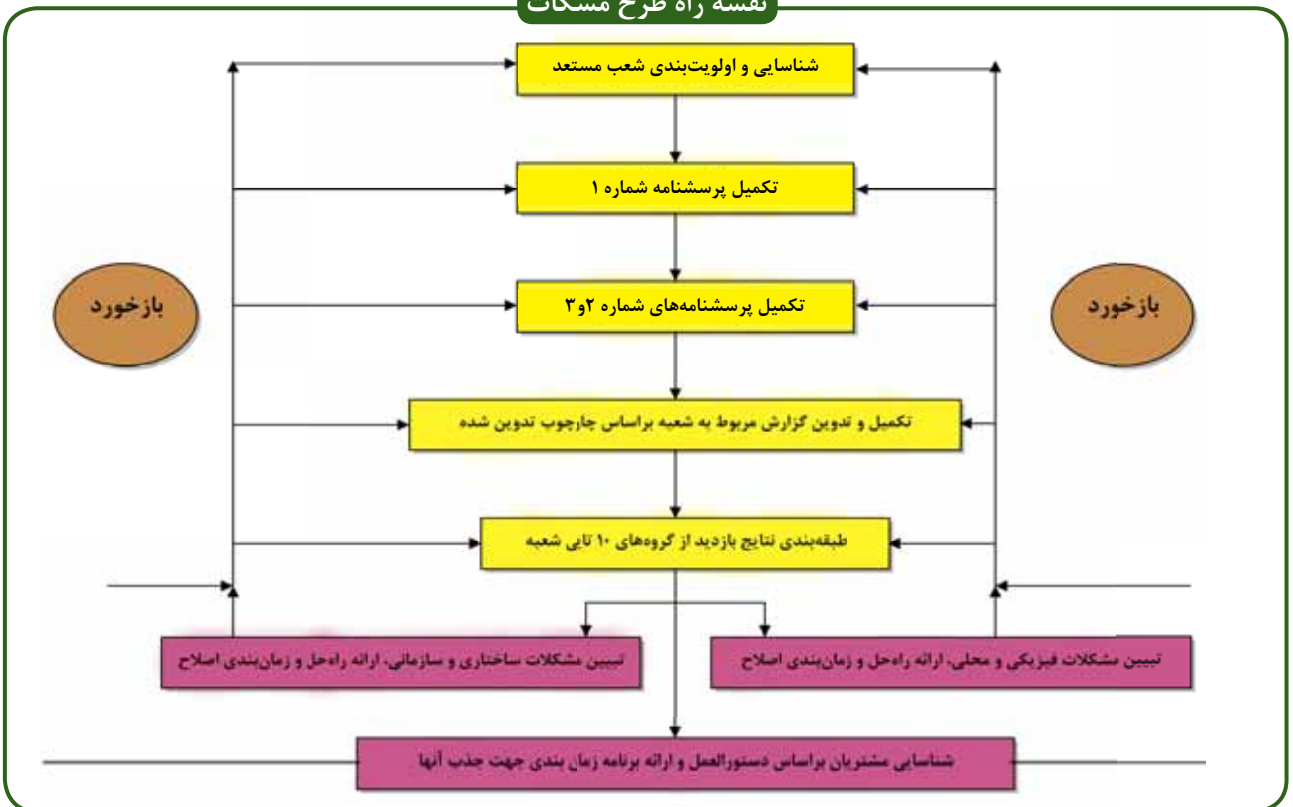 نقشه راه طرح مشکات
شناسایی و اولویت‌بندی شعب مستعد
تکمیل پرسشنامه شماره ۱
تکمیل پرسشنامه‌های شماره ۲و۳
بازخورد
بازخورد
تکمیل و تدوین گزارش مربوط به شعبه براساس چارچوب تدوین شده
طبقه‌بندی نتایج بازدید از گروه‌های ۱۰ تایی شعبه
تبیین مشکلات فیزیکی و محلی، ارائه راه‌حل و زمان‌بندی اصلاح
تبیین مشکلات ساختاری و سازمانی، ارائه راه‌حل و زمان‌بندی اصلاح
شناسایی مشتریان براساس دستورالعمل و ارائه برنامه زمان بندی جهت جذب آنها